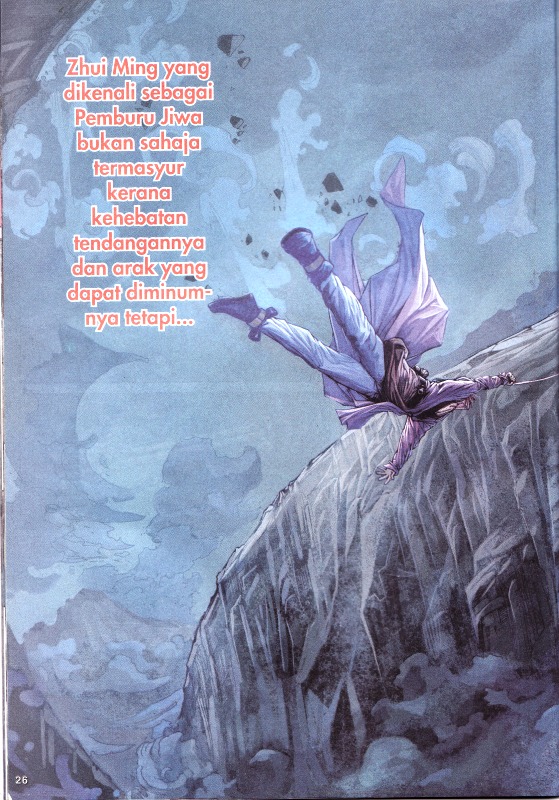 Zhui Ming yang
dikenali sebagai
Pemburu Jiwa
bukan sahaja
termasyur
kerana
kehebatan
tendangannya
dan arak yang
dapat diminum-
nya tetapi...
26